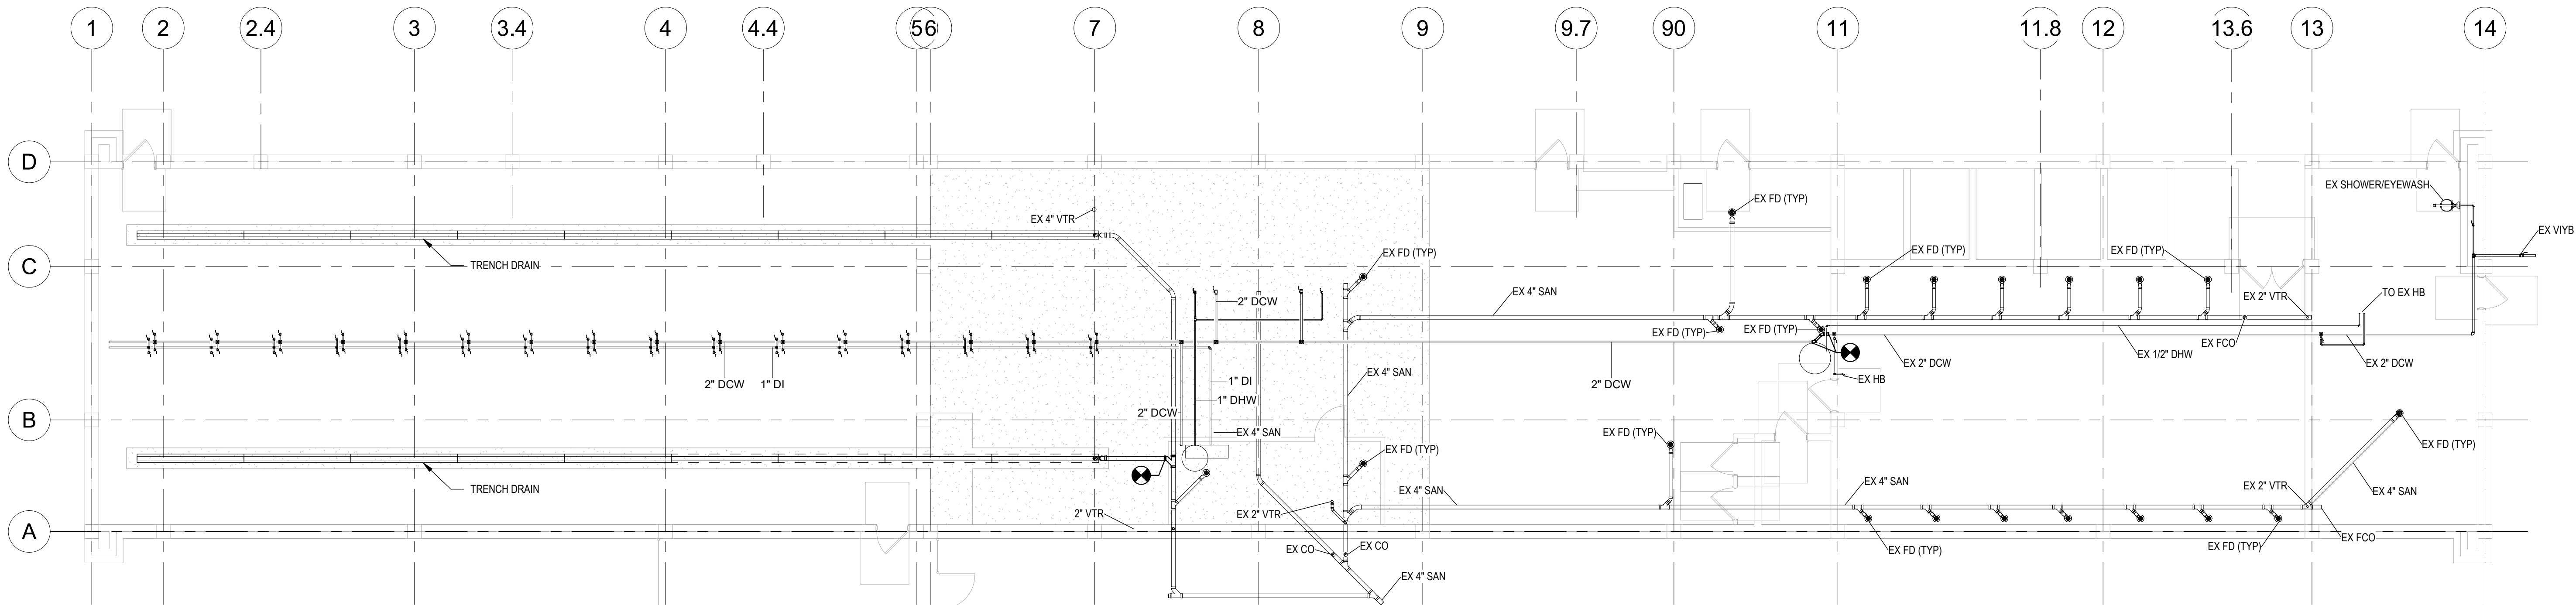 1
2
2.4
3
3.4
4
4.4
5
6
7
8
9
9.7
90
11
11.8
12
13.6
13
14
D
EX SHOWER/EYEWASH
EX FD (TYP)
EX 4" VTR
EX VIYB
EX FD (TYP)
EX FD (TYP)
EX FD (TYP)
C
TRENCH DRAIN
EX 4" SAN
TO EX HB
EX 2" VTR
2" DCW
EX FD (TYP)
EX FD (TYP)
EX FCO
EX 1/2" DHW
EX 2" DCW
EX 2" DCW
EX 4" SAN
EX HB
2" DCW
1" DI
1" DI
2" DCW
1" DHW
2" DCW
B
EX 4" SAN
EX FD (TYP)
EX FD (TYP)
EX FD (TYP)
TRENCH DRAIN
EX 4" SAN
EX 4" SAN
EX 2" VTR
EX 4" SAN
2" VTR
EX 2" VTR
A
EX FCO
EX CO
EX CO
EX FD (TYP)
EX FD (TYP)
EX 4" SAN